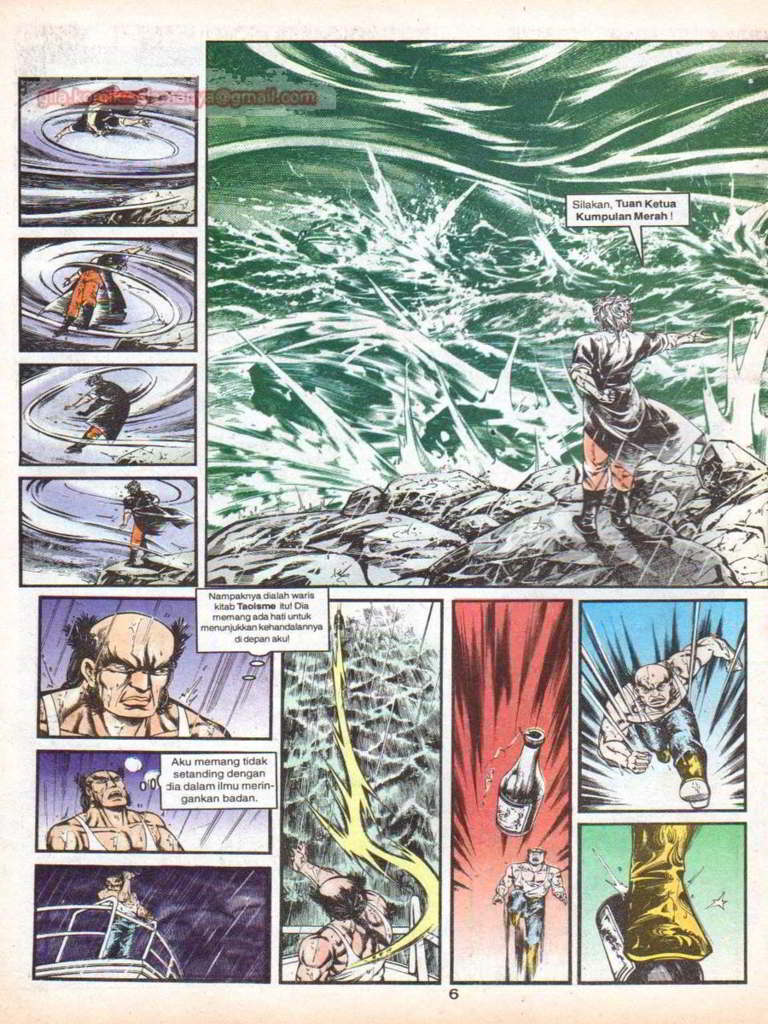 Silakan, Tuan Ketua
Kumpulan Merah !
Nampaknya dialah waris
kitab Taoisme itu! Dia
memang ada hati untuk
menunjukkan kehandalannya
di depan aku!
Aku memang tidak
setanding dengan
dia dalam ilmu merin-
gankan badan.
6